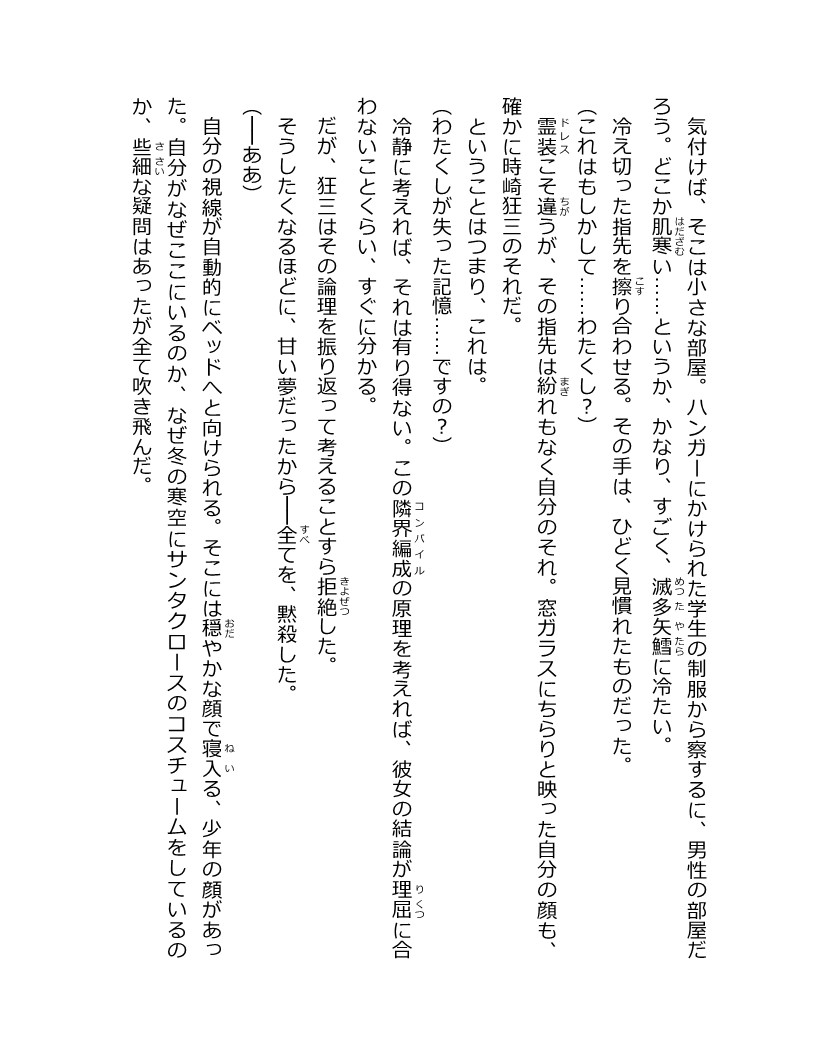 気付けば、そこは小さな部屋。ハンガーにかけられた学生の制服から察するに、男性の部屋だ
ろう。どこか肌寒い……というか、かなり、すごく、滅多矢鱈に冷たい。
冷え切った指先を擦り合わせる。その手は、ひどく見慣れたものだった。
（これはもしかして……わたくし？）
霊装こそ違うが、その指先は紛れもなく自分のそれ。窓ガラスにちらりと映った自分の顔も、
確かに時崎狂三のそれだ。
ということはつまり、これは。
（わたくしが失った記憶……ですの？）
冷静に考えれば、それは有り得ない。この隣界編成の原理を考えれば、彼女の結論が理屈に合
わないことくらい、すぐに分かる。
だが、狂三はその論理を振り返って考えることすら拒絶した。
そうしたくなるほどに、甘い夢だったから――全てを、黙殺した。
（――ああ）
自分の視線が自動的にベッドへと向けられる。そこには穏やかな顔で寝入る、少年の顔があっ
た。自分がなぜここにいるのか、なぜ冬の寒空にサンタクロースのコスチュームをしているの
か、些細な疑問はあったが全て吹き飛んだ。